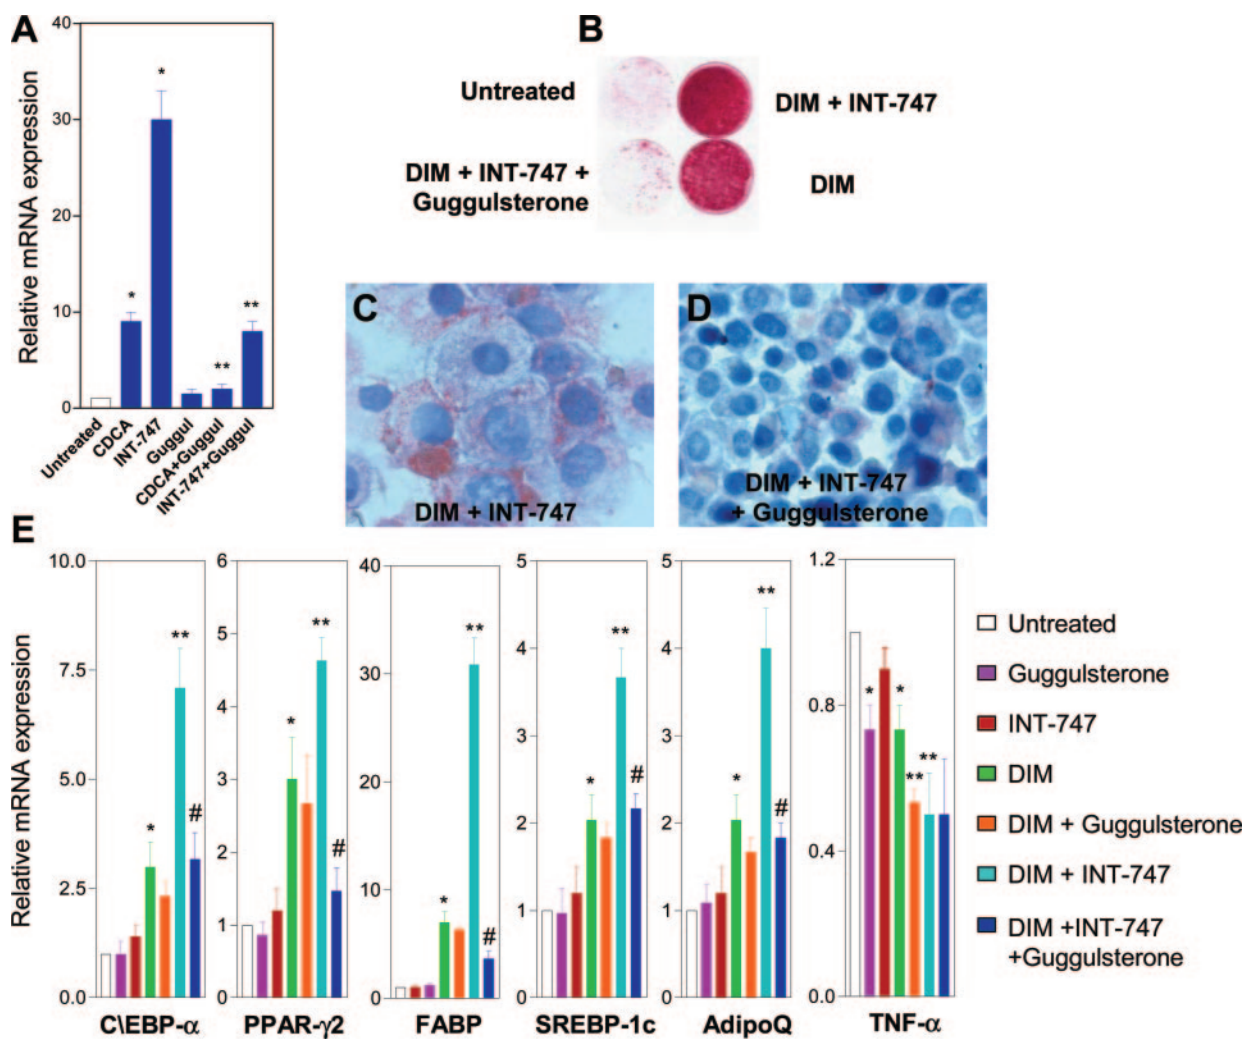 A
Relative mRNA expression
40
30
20
10
0
*
*
**
**
Untreated
CDCA
INT-747
Guggul
CDCA+Guggul
INT-747+Guggul
B
Untreated
DIM + INT-747
DIM + INT-747 +
Guggulsterone
DIM
C
DIM + INT-747
D
DIM + INT-747
+ Guggulsterone
E
Relative mRNA expression
10.0
7.5
5.0
2.5
0.0
*
**
#
C\EBP-α
6
5
4
3
2
1
0
*
**
#
PPAR-γ2
40
30
20
10
0
*
**
#
FABP
5
4
3
2
1
0
*
**
#
SREBP-1c
5
4
3
2
1
0
*
**
#
AdipoQ
1.2
0.8
0.4
0.0
*
*
**
**
TNF-α
Untreated
Guggulsterone
INT-747
DIM
DIM + Guggulsterone
DIM + INT-747
DIM +INT-747
+Guggulsterone